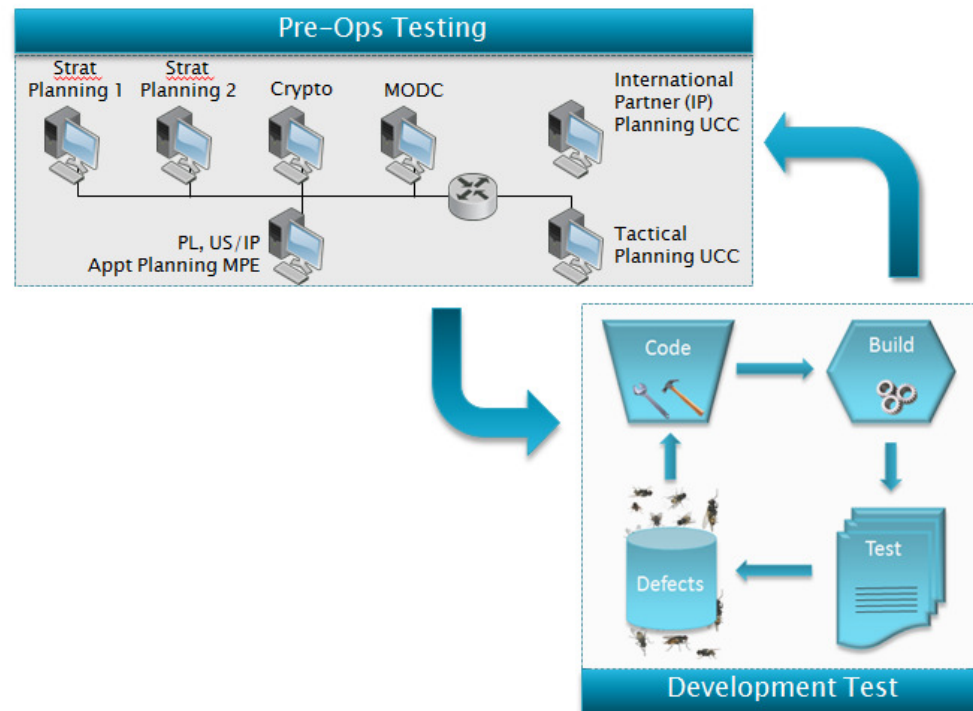 Pre-Ops Testing
Strat
Planning 1
Strat
Planning 2
Crypto
MODC
International
Partner (IP)
Planning UCC
PL, US/IP
Appt Planning MPE
Tactical
Planning UCC
Code
Build
Test
Defects
Development Test